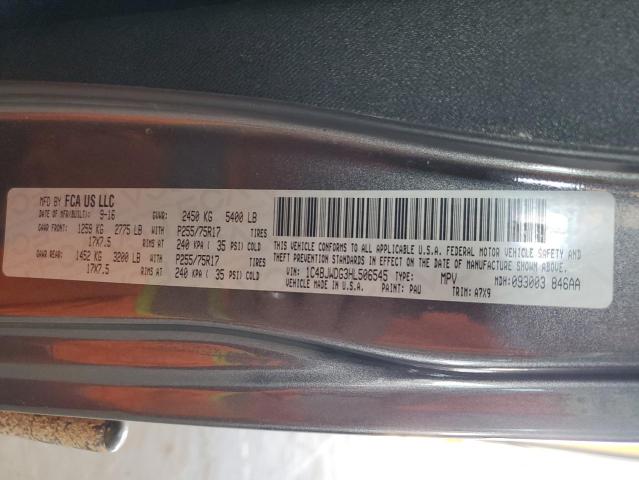 MFD BY FCA US LLC
DATE OF MFR(BUILT): 9-16 GVWR: 2450 KG 5400 LB
GAWR FRONT: 1259 KG 2775 LB WITH P255/75R17 TIRES
17X7.5 RIMS AT 240 KPA ( 35 PSI) COLD
GAWR REAR: 1452 KG 3200 LB WITH P255/75R17 TIRES
17X7.5 RIMS AT 240 KPA ( 35 PSI) COLD
THIS VEHICLE CONFORMS TO ALL APPLICABLE U.S.A. FEDERAL MOTOR VEHICLE SAFETY, BUMPER, AND
THEFT PREVENTION STANDARDS IN EFFECT ON THE DATE OF MANUFACTURE SHOWN ABOVE.
VIN: 1C4BJWDG3HL506545 TYPE: MPV MDH: 093003 846AA
VEHICLE MADE IN U.S.A. PAINT: PAU TRIM: A7X9